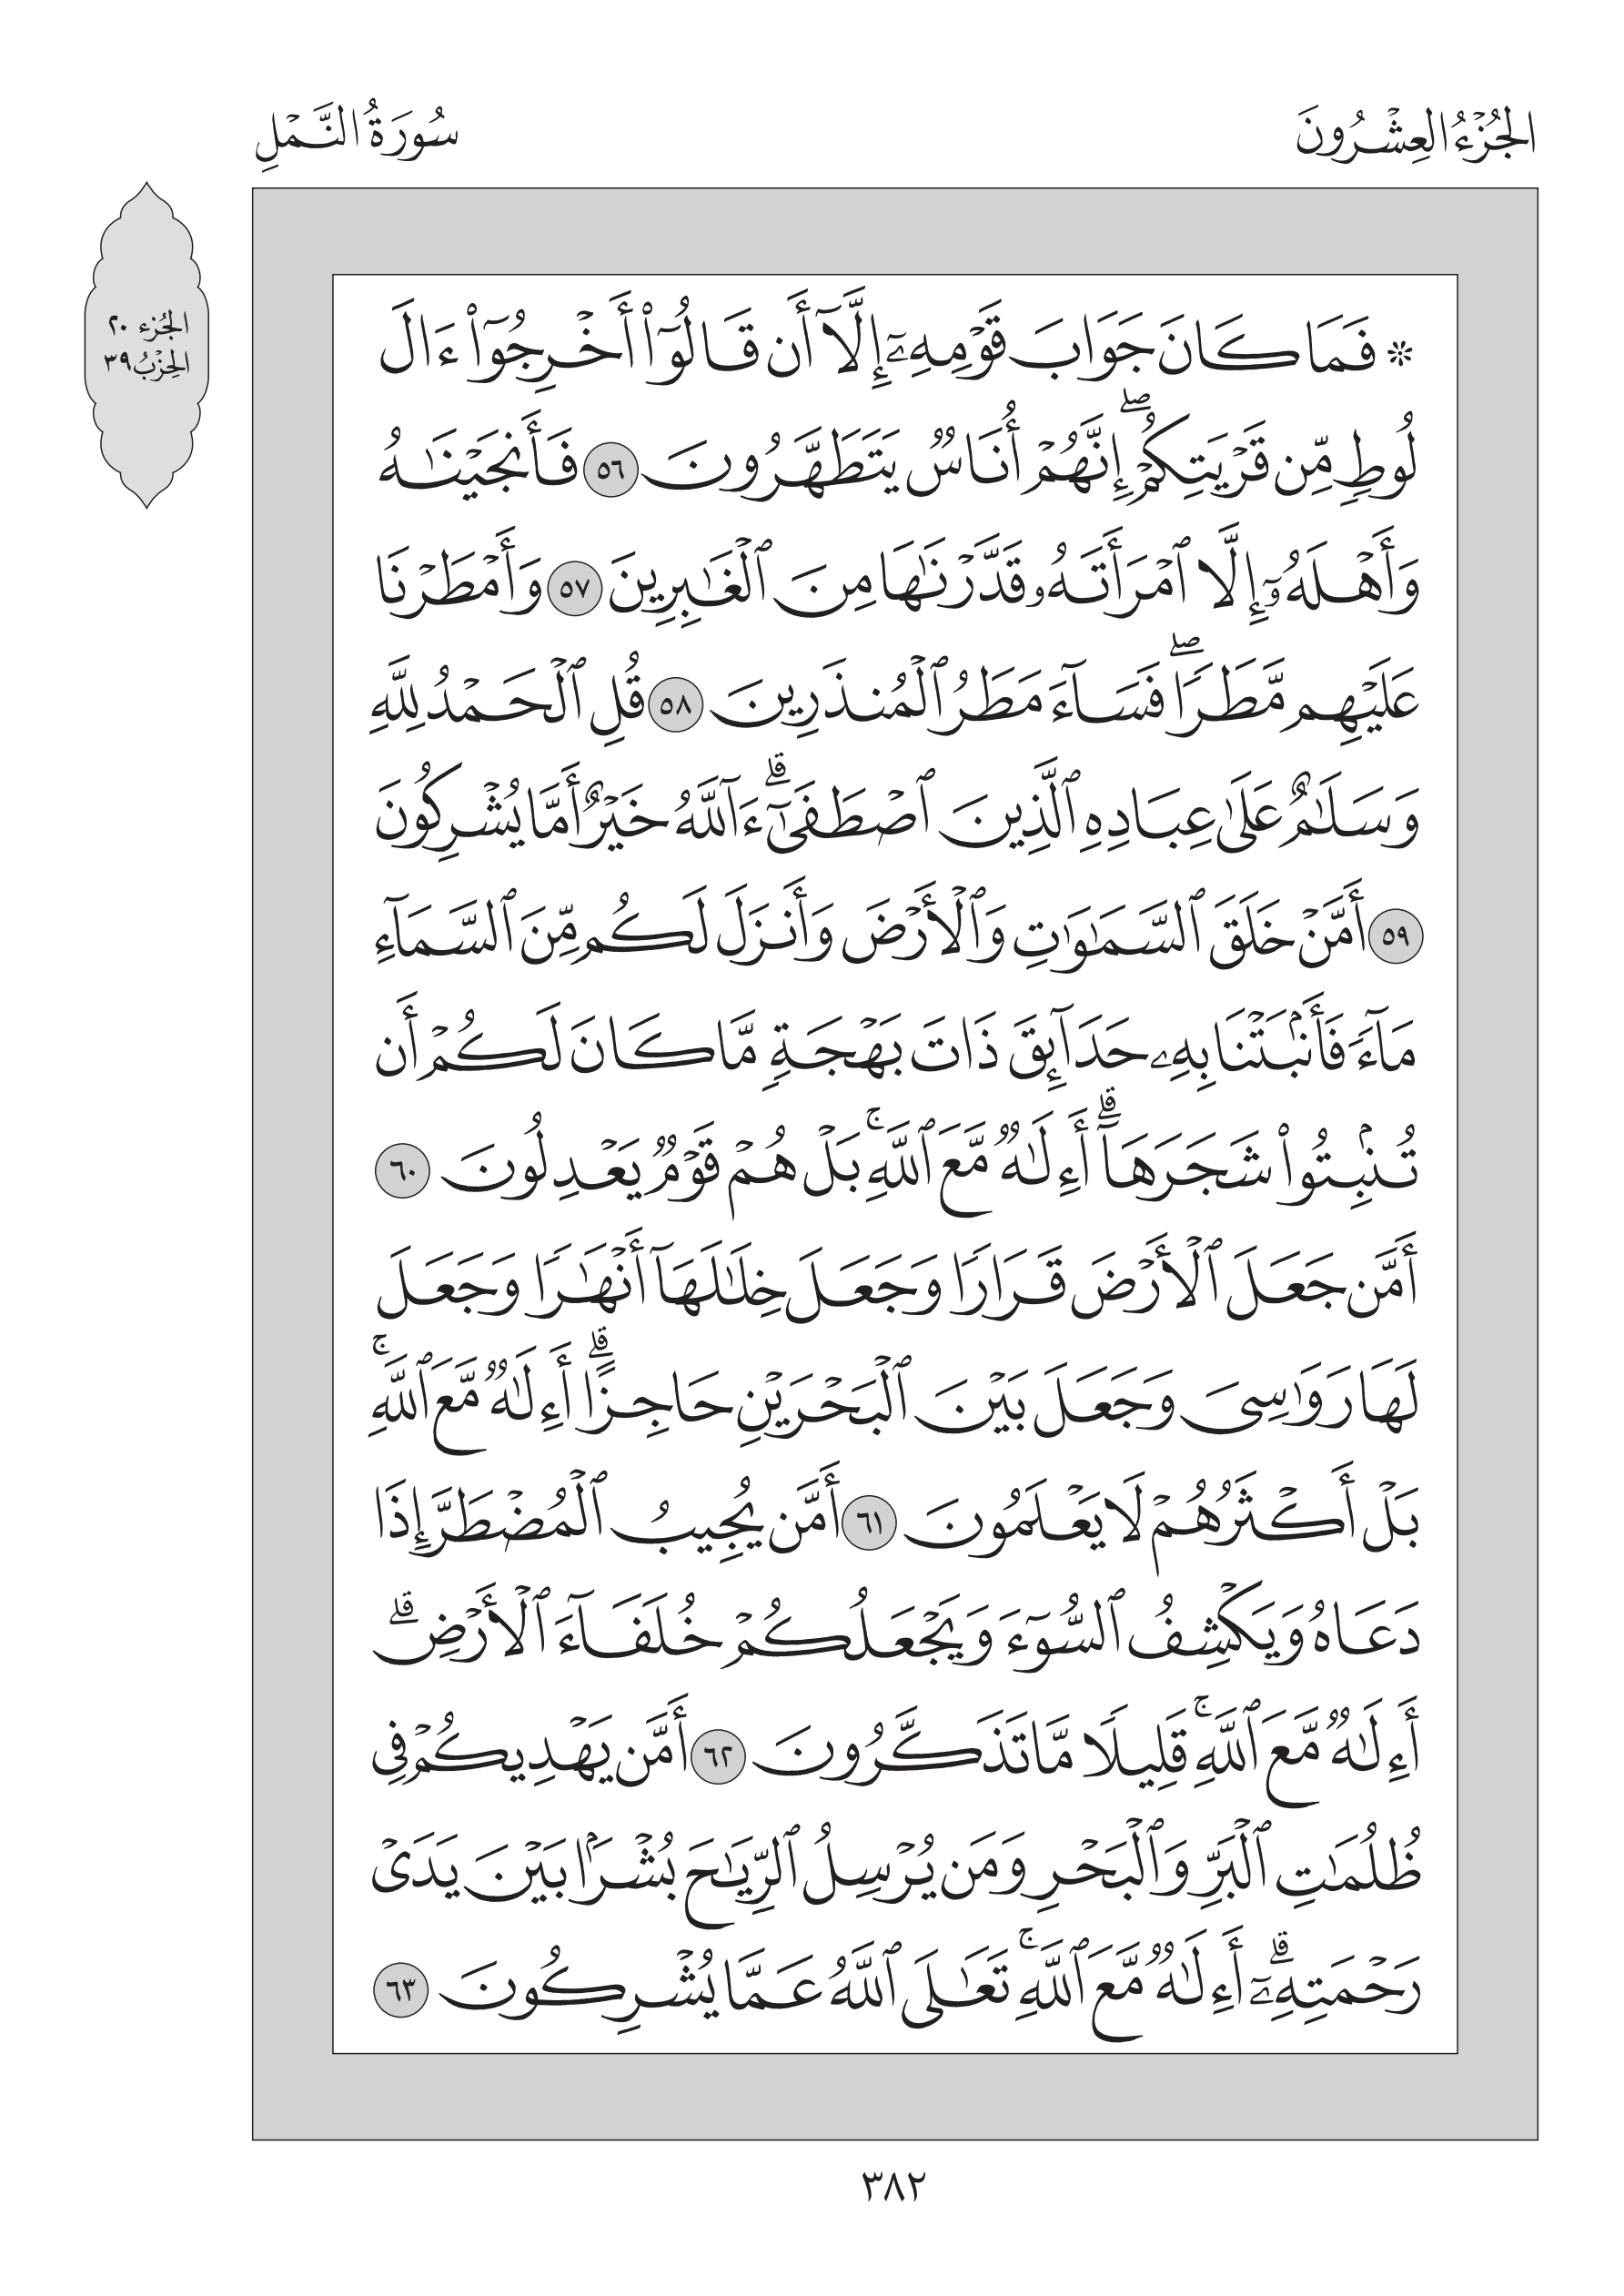 الجُزْءُ العِشْرُونَ
سُورَةُ النَّمْلِ
الجُزء ٢٠
الحِزْبُ ٣٩
* فَمَا كَانَ جَوَابَ قَوْمِهِۦٓ إِلَّآ أَن قَالُوٓا۟ أَخْرِجُوٓا۟ ءَالَ
لُوطٍ مِّن قَرْيَتِكُمْ ۖ إِنَّهُمْ أُنَاسٌ يَتَطَهَّرُونَ ٥٦ فَأَنجَيْنَـٰهُ
وَأَهْلَهُۥٓ إِلَّا ٱمْرَأَتَهُۥ قَدَّرْنَـٰهَا مِنَ ٱلْغَـٰبِرِينَ ٥٧ وَأَمْطَرْنَا
عَلَيْهِم مَّطَرًا ۖ فَسَآءَ مَطَرُ ٱلْمُنذَرِينَ ٥٨ قُلِ ٱلْحَمْدُ لِلَّهِ
وَسَلَـٰمٌ عَلَىٰ عِبَادِهِ ٱلَّذِينَ ٱصْطَفَىٰٓ ۗ ءَآللَّهُ خَيْرٌ أَمَّا يُشْرِكُونَ
٥٩ أَمَّنْ خَلَقَ ٱلسَّمَـٰوَٰتِ وَٱلْأَرْضَ وَأَنزَلَ لَكُم مِّنَ ٱلسَّمَآءِ
مَآءً فَأَنۢبَتْنَا بِهِۦ حَدَآئِقَ ذَاتَ بَهْجَةٍ مَّا كَانَ لَكُمْ أَن
تُنۢبِتُوا۟ شَجَرَهَآ ۗ أَءِلَـٰهٌ مَّعَ ٱللَّهِ ۚ بَلْ هُمْ قَوْمٌ يَعْدِلُونَ ٦٠
أَمَّن جَعَلَ ٱلْأَرْضَ قَرَارًا وَجَعَلَ خِلَـٰلَهَآ أَنْهَـٰرًا وَجَعَلَ
لَهَا رَوَٰسِىَ وَجَعَلَ بَيْنَ ٱلْبَحْرَيْنِ حَاجِزًا ۗ أَءِلَـٰهٌ مَّعَ ٱللَّهِ ۚ
بَلْ أَكْثَرُهُمْ لَا يَعْلَمُونَ ٦١ أَمَّن يُجِيبُ ٱلْمُضْطَرَّ إِذَا
دَعَاهُ وَيَكْشِفُ ٱلسُّوٓءَ وَيَجْعَلُكُمْ خُلَفَآءَ ٱلْأَرْضِ ۗ
أَءِلَـٰهٌ مَّعَ ٱللَّهِ ۚ قَلِيلًا مَّا تَذَكَّرُونَ ٦٢ أَمَّن يَهْدِيكُمْ فِى
ظُلُمَـٰتِ ٱلْبَرِّ وَٱلْبَحْرِ وَمَن يُرْسِلُ ٱلرِّيَـٰحَ بُشْرًۢا بَيْنَ يَدَىْ
رَحْمَتِهِۦٓ ۗ أَءِلَـٰهٌ مَّعَ ٱللَّهِ ۚ تَعَـٰلَى ٱللَّهُ عَمَّا يُشْرِكُونَ ٦٣
٣٨٢